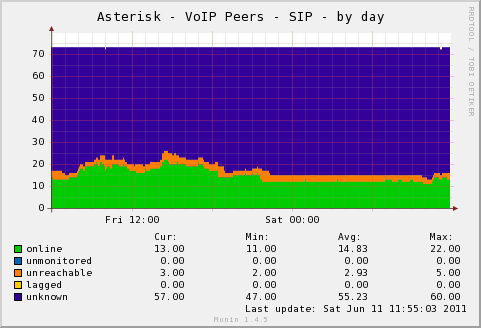 Asterisk - VoIP Peers - SIP - by day
RRDTOOL / TOBI OETIKER
70
60
50
40
30
20
10
0
Fri 12:00 Sat 00:00
Cur: Min: Avg: Max:
online 13.00 11.00 14.83 22.00
unmonitored 0.00 0.00 0.00 0.00
unreachable 3.00 2.00 2.93 5.00
lagged 0.00 0.00 0.00 0.00
unknown 57.00 47.00 55.23 60.00
Last update: Sat Jun 11 11:55:03 2011
Munin 1.4.5